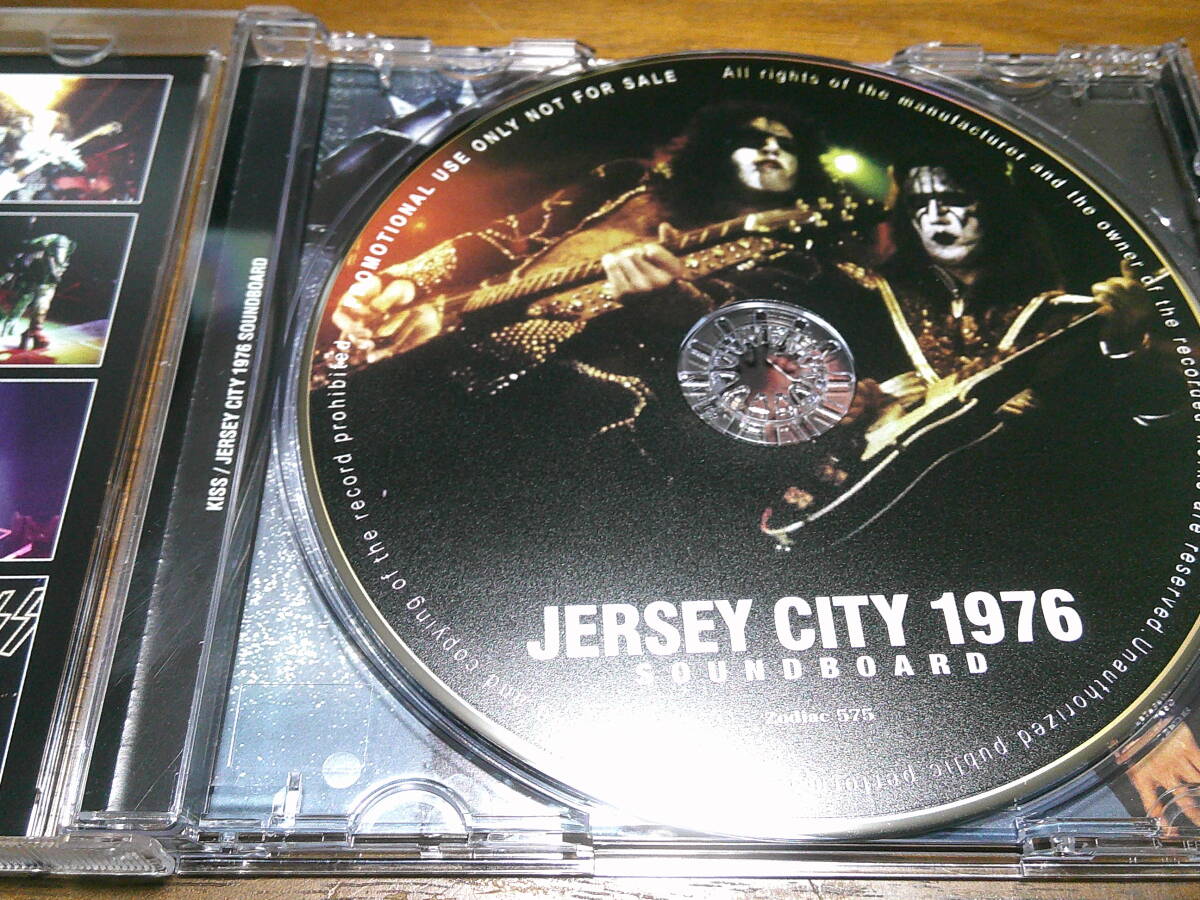 KISS / JERSEY CITY 1976 SOUNDBOARD
PROMOTIONAL USE ONLY NOT FOR SALE
All rights of the manufacturer and the owner of the recorded are reserved Unauthorized public
and copying of the record prohibited
JERSEY CITY 1976
SOUNDBOARD
Zodiac 575